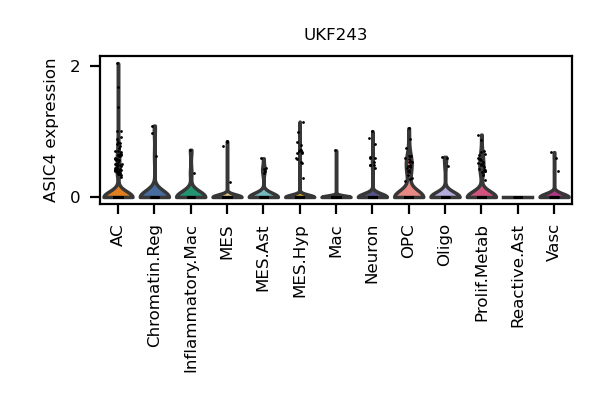 UKF243
ASIC4 expression
2
0
AC
Chromatin.Reg
Inflammatory.Mac
MES
MES.Ast
MES.Hyp
Mac
Neuron
OPC
Oligo
Prolif.Metab
Reactive.Ast
Vasc